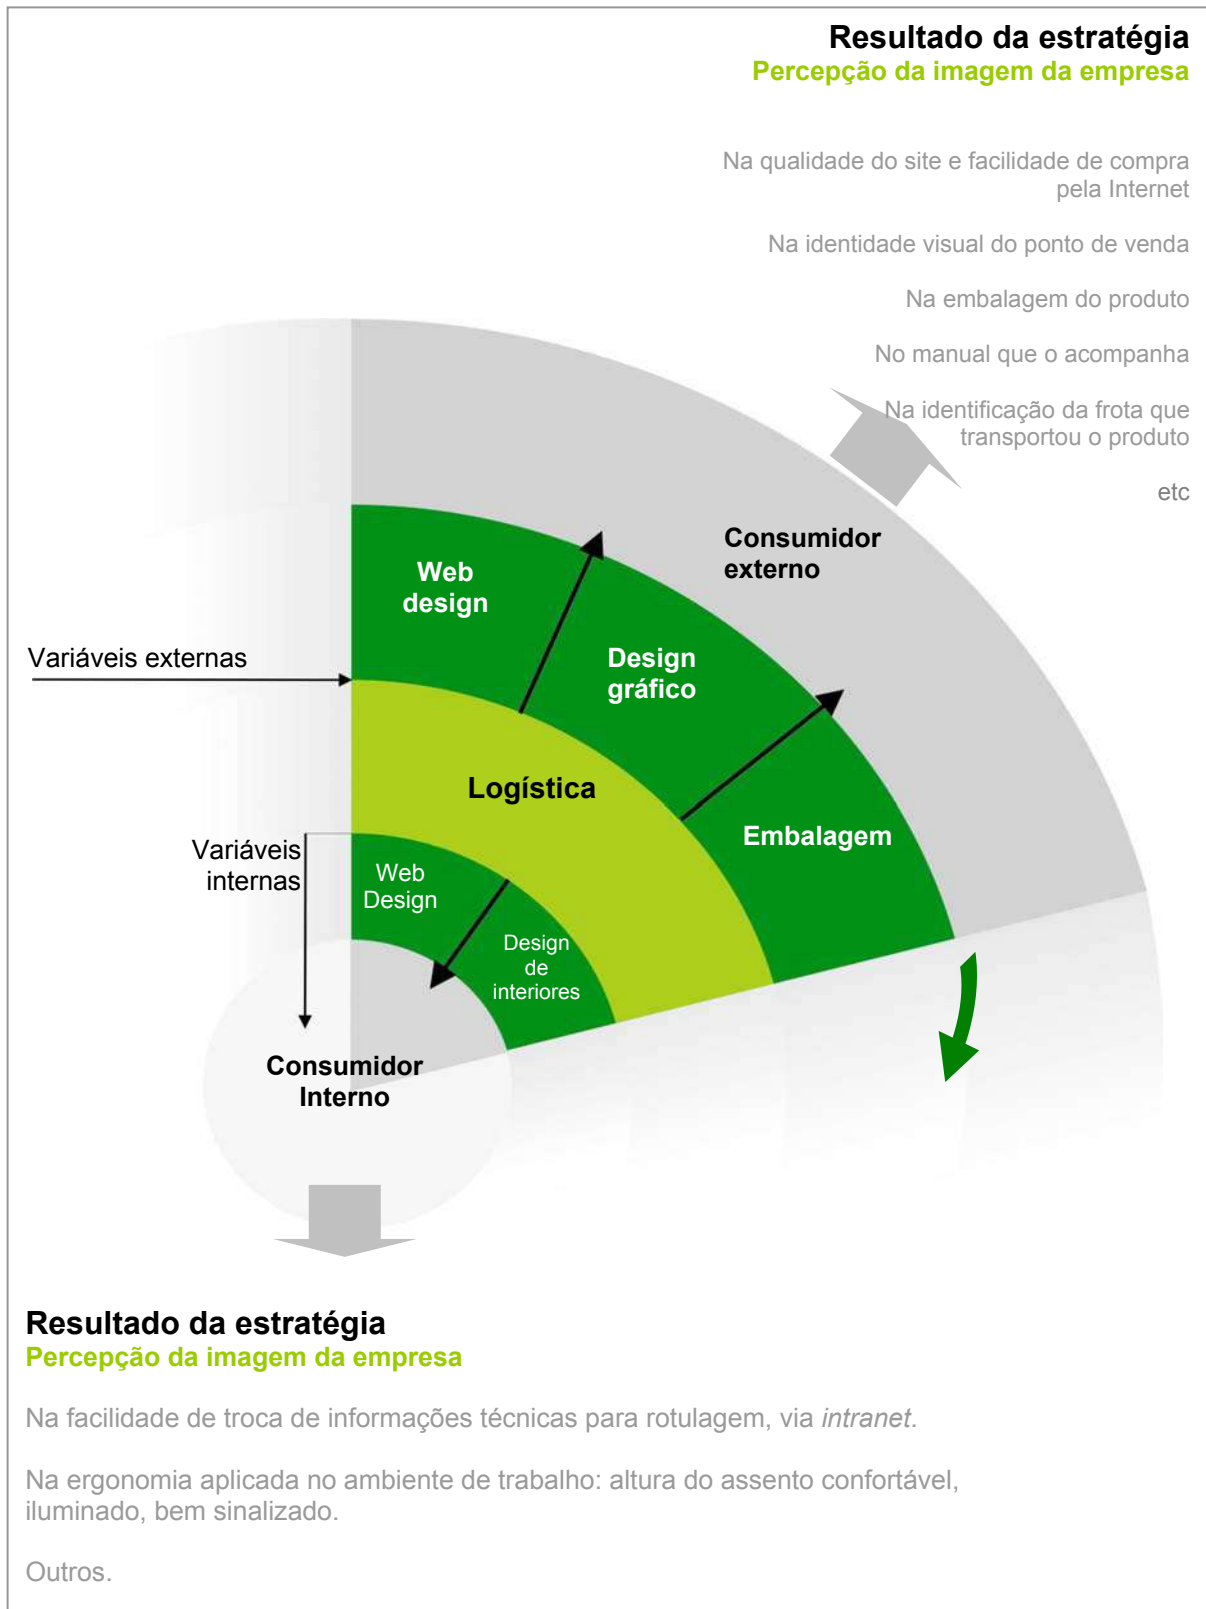 Resultado da estratégia
Percepção da imagem da empresa
Na qualidade do site e facilidade de compra
pela Internet
Na identidade visual do ponto de venda
Na embalagem do produto
No manual que o acompanha
Na identificação da frota que
transportou o produto
etc
Consumidor
externo
Web
design
Design
gráfico
Variáveis externas
Logística
Embalagem
Variáveis
internas
Web
Design
Design
de
interiores
Consumidor
Interno
Resultado da estratégia
Percepção da imagem da empresa
Na facilidade de troca de informações técnicas para rotulagem, via intranet.
Na ergonomia aplicada no ambiente de trabalho: altura do assento confortável,
iluminado, bem sinalizado.
Outros.